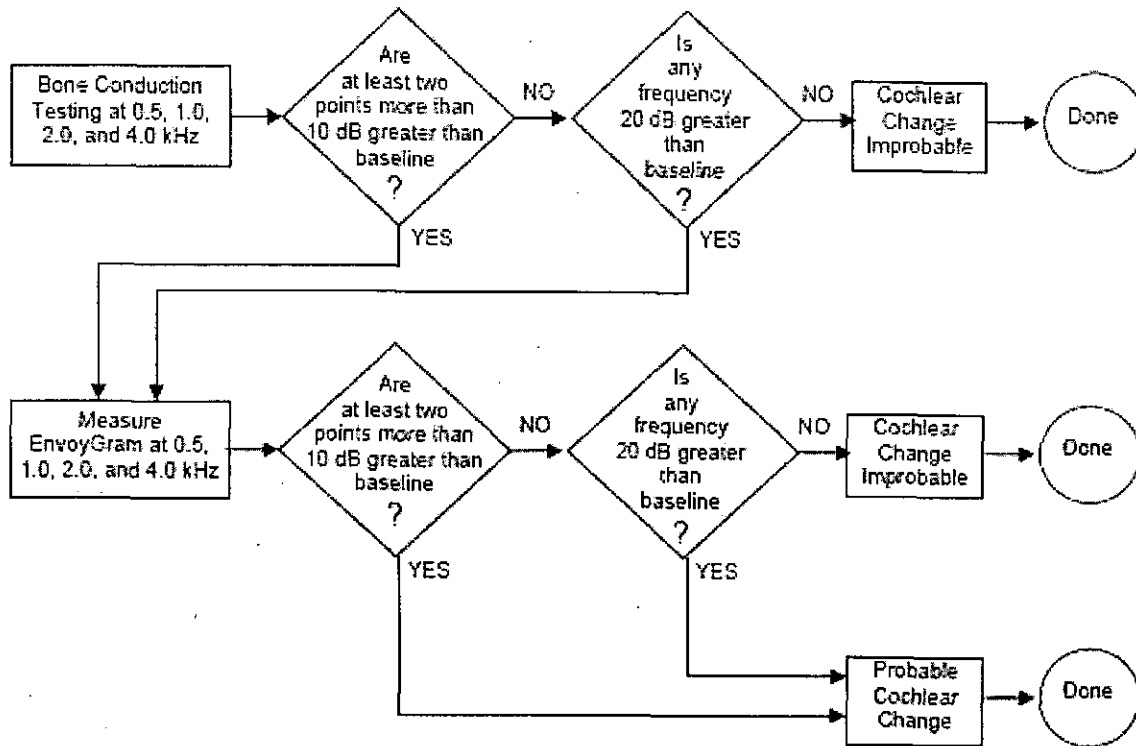 Bone Conduction
Testing at 0.5, 1.0,
2.0, and 4.0 kHz
Are
at least two
points more than
10 dB greater than
baseline
?
NO
YES
Is
any
frequency
20 dB greater
than
baseline
?
NO
YES
Cochlear
Change
Improbable
Done
Measure
EnvoyGram at 0.5,
1.0, 2.0, and 4.0 kHz
Are
at least two
points more than
10 dB greater than
baseline
?
NO
YES
Is
any
frequency
20 dB greater
than
baseline
?
NO
YES
Cochlear
Change
Improbable
Done
Probable
Cochlear
Change
Done